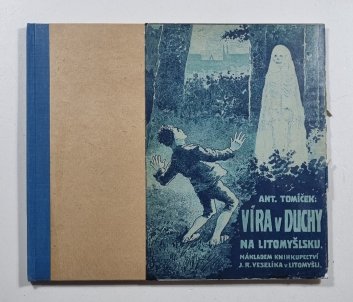 ANT. TOMÍČEK:
VÍRA V DUCHY
NA LITOMYŠLSKU.
NÁKLADEM KNIHKUPECTVÍ
J. R. VESELÍKA V LITOMYŠLI.